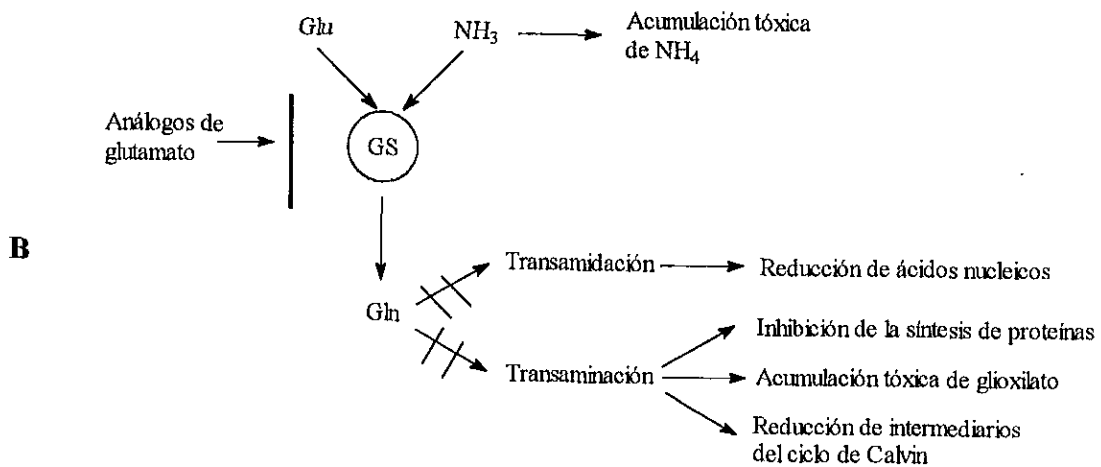 Glu
NH3
Acumulación tóxica
de NH4
Análogos de
glutamato
GS
B
Gln
Transamidación
Reducción de ácidos nucleicos
Transaminación
Inhibición de la síntesis de proteínas
Acumulación tóxica de glioxilato
Reducción de intermediarios
del ciclo de Calvin